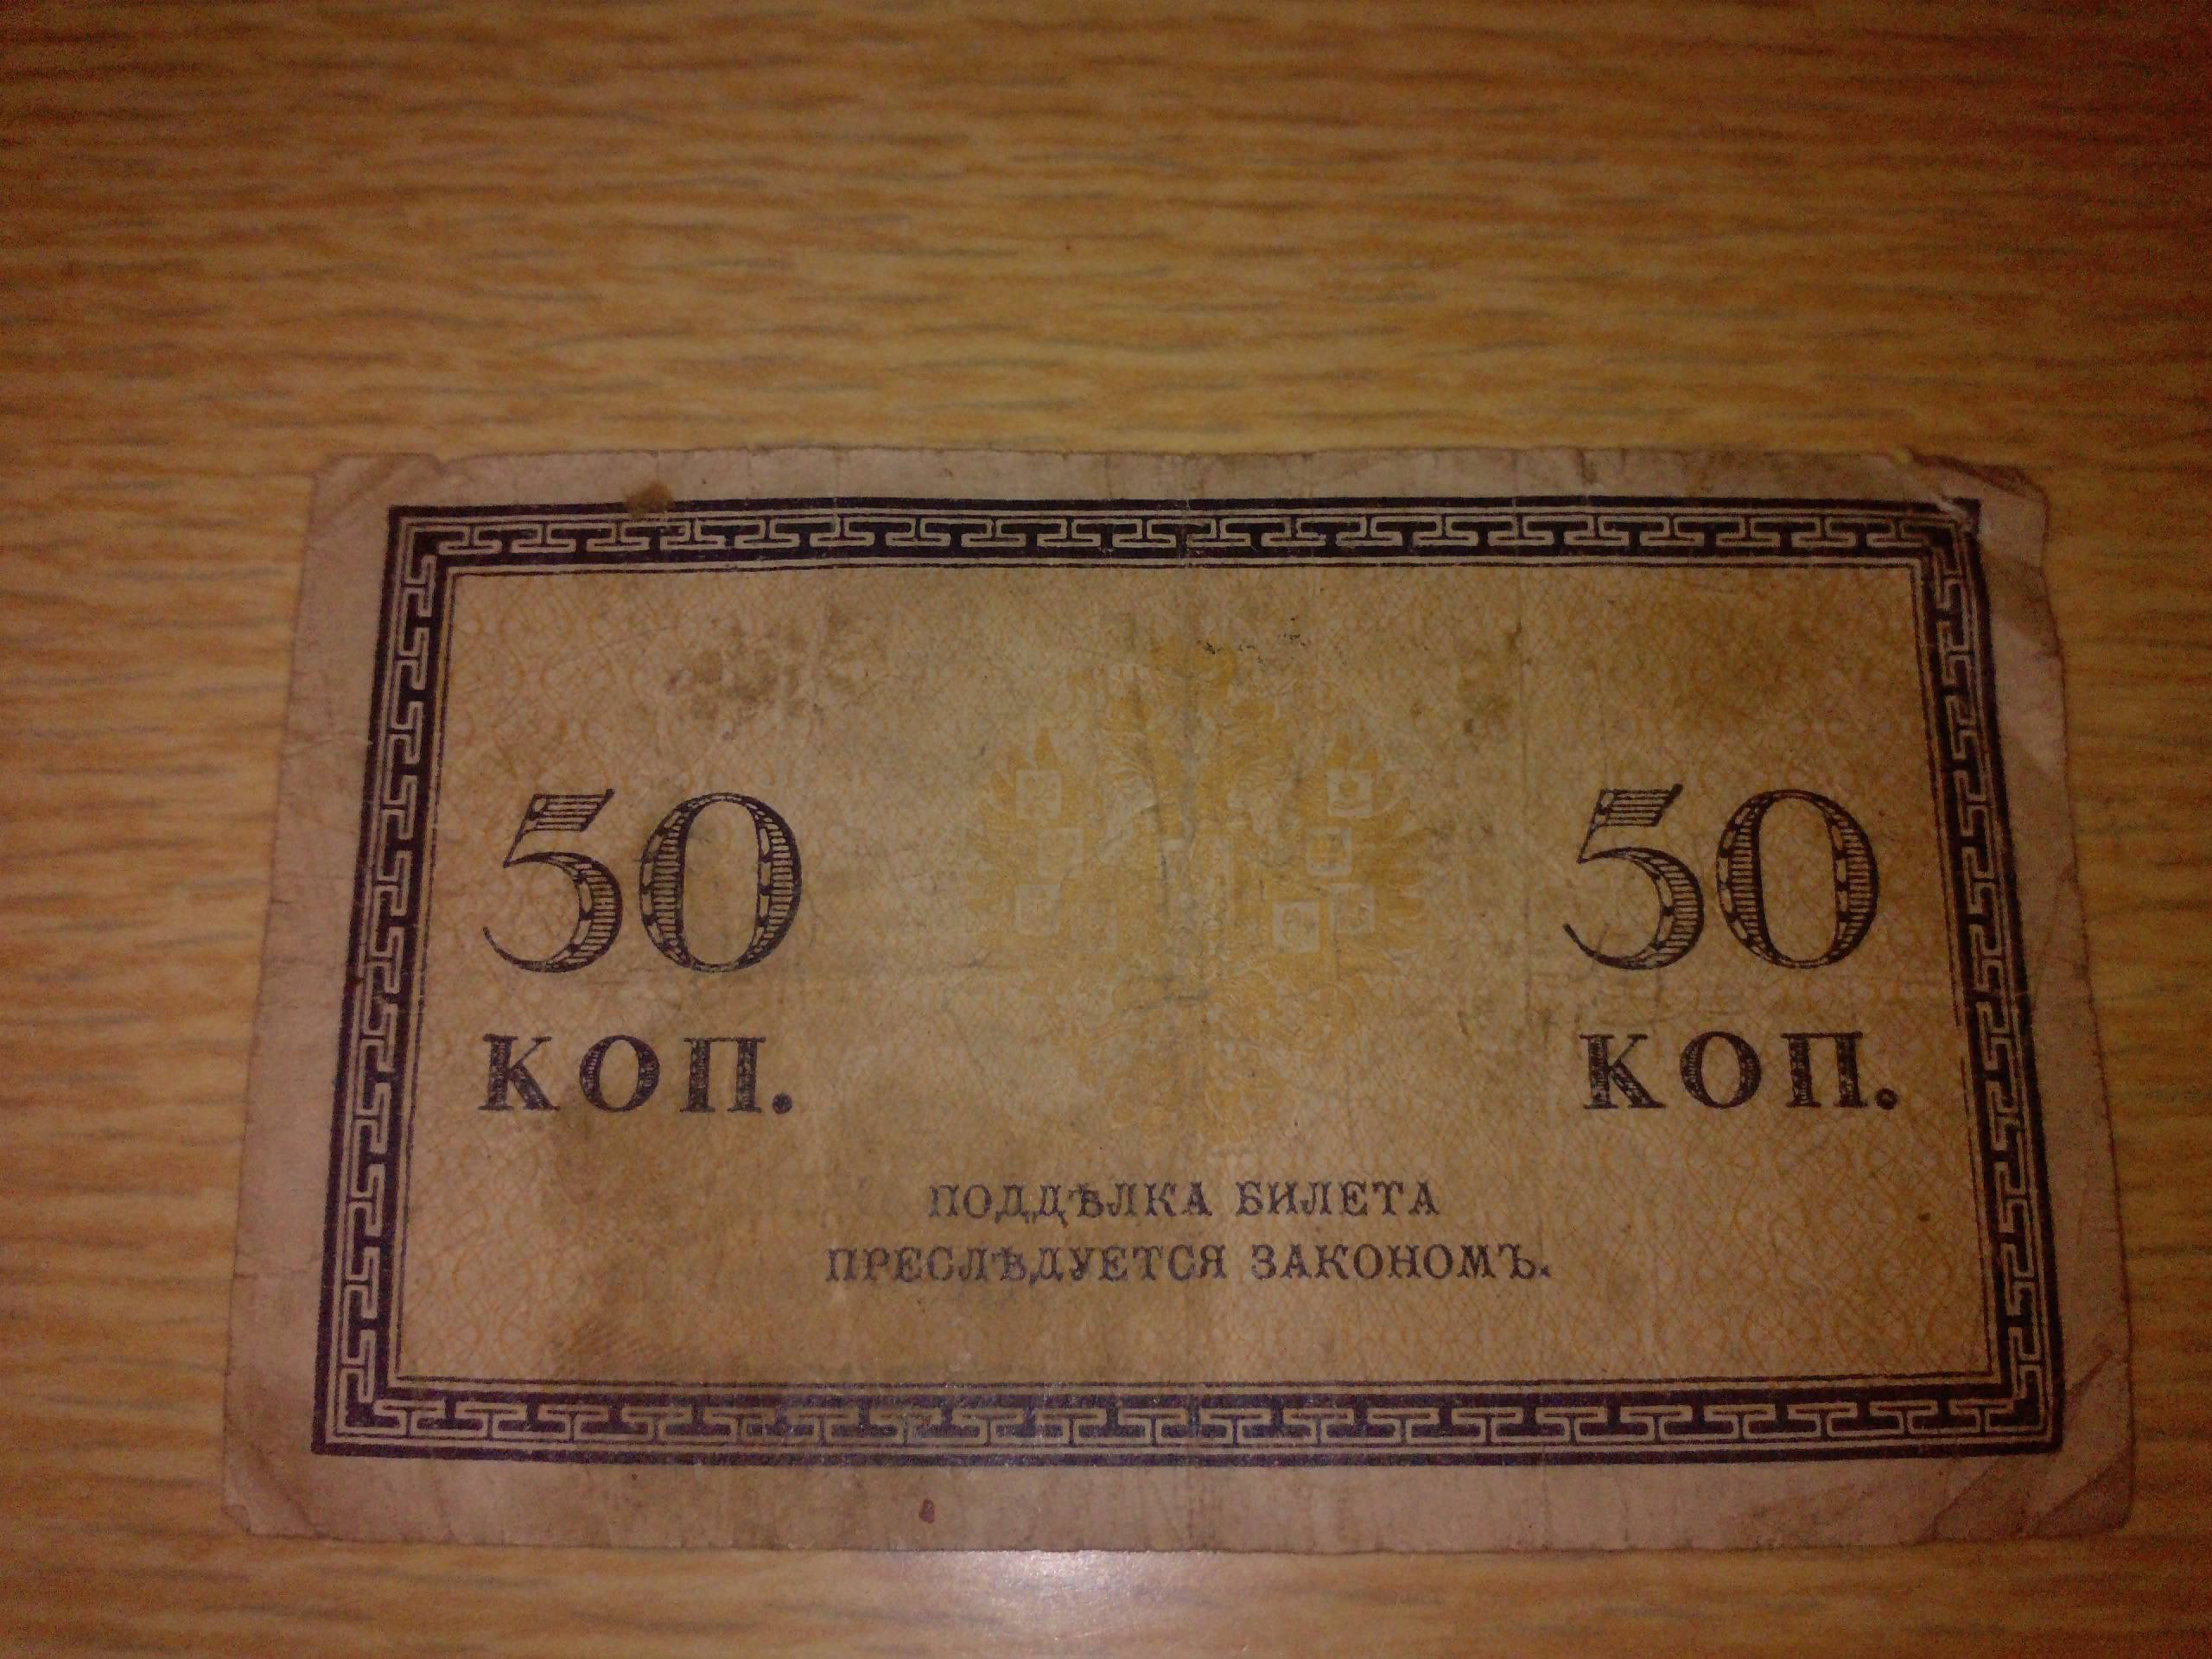 50 50
КОП. КОП.
ПОДДѢЛКА БИЛЕТА
ПРЕСЛѢДУЕТСЯ ЗАКОНОМЪ.